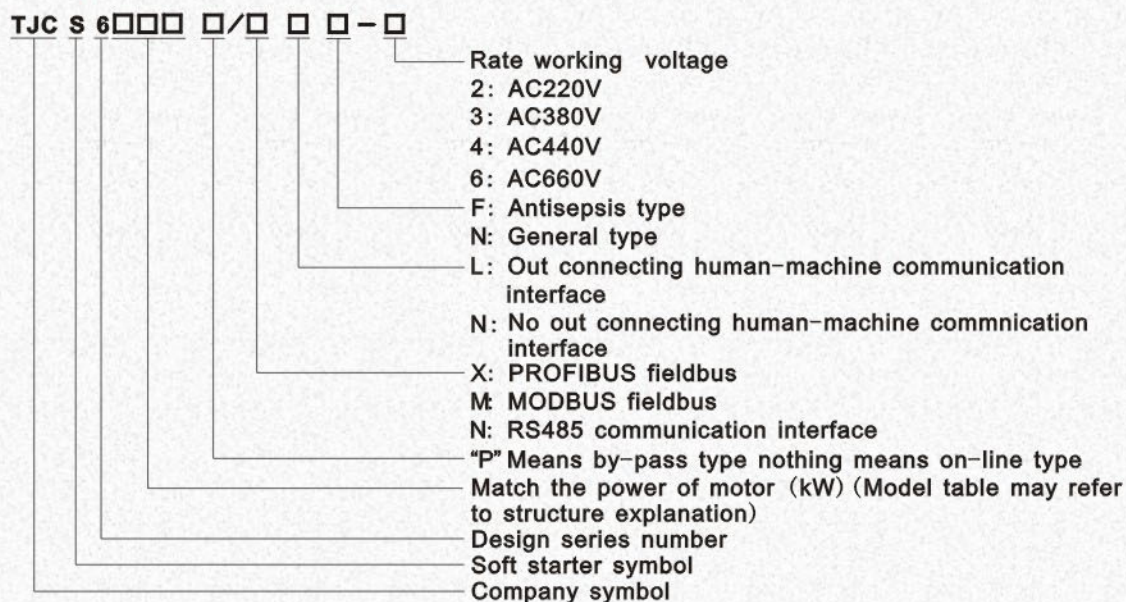 TJC S 6□□□ □/□ □ □-□
Rate working voltage
2: AC220V
3: AC380V
4: AC440V
6: AC660V
F: Antisepsis type
N: General type
L: Out connecting human-machine communication
interface
N: No out connecting human-machine commnication
interface
X: PROFIBUS fieldbus
M: MODBUS fieldbus
N: RS485 communication interface
“P” Means by-pass type nothing means on-line type
Match the power of motor (kW) (Model table may refer
to structure explanation)
Design series number
Soft starter symbol
Company symbol